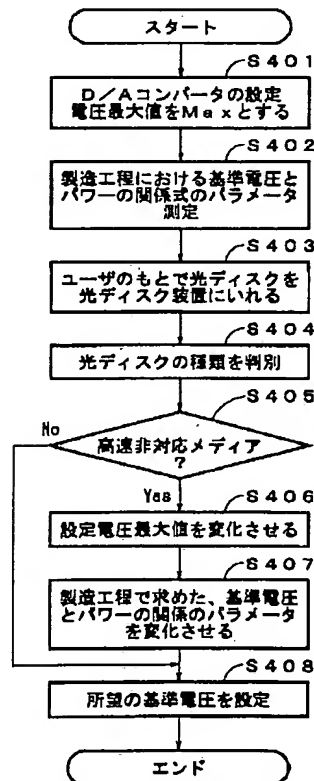 スタート
S401
D/Aコンバータの設定
電圧最大値をMaxとする
S402
製造工程における基準電圧と
パワーの関係式のパラメータ
測定
S403
ユーザのもとで光ディスクを
光ディスク装置にいれる
S404
光ディスクの種類を判別
S405
No
高速非対応メディア
?
Yes
S406
設定電圧最大値を変化させる
S407
製造工程で求めた、基準電圧
とパワーの関係のパラメータ
を変化させる
S408
所望の基準電圧を設定
エンド